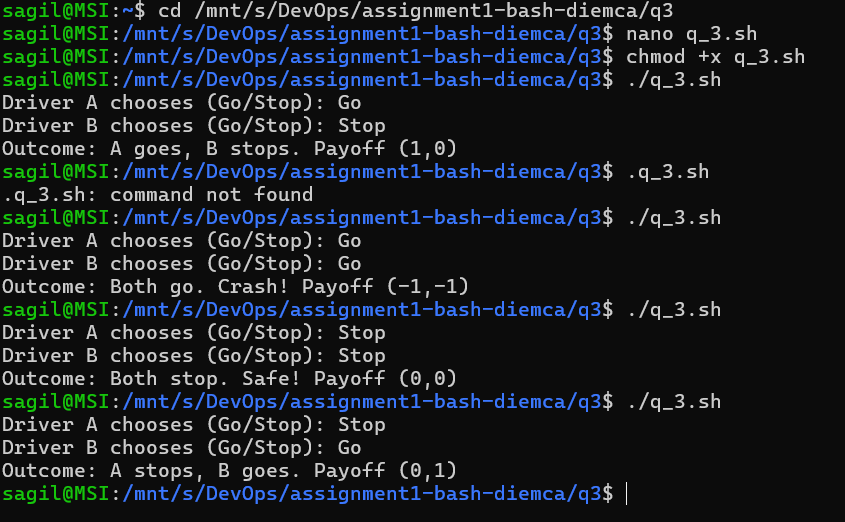 sagil@MSI:~$ cd /mnt/s/DevOps/assignment1-bash-diemca/q3
sagil@MSI:/mnt/s/DevOps/assignment1-bash-diemca/q3$ nano q_3.sh
sagil@MSI:/mnt/s/DevOps/assignment1-bash-diemca/q3$ chmod +x q_3.sh
sagil@MSI:/mnt/s/DevOps/assignment1-bash-diemca/q3$ ./q_3.sh
Driver A chooses (Go/Stop): Go
Driver B chooses (Go/Stop): Stop
Outcome: A goes, B stops. Payoff (1,0)
sagil@MSI:/mnt/s/DevOps/assignment1-bash-diemca/q3$ .q_3.sh
.q_3.sh: command not found
sagil@MSI:/mnt/s/DevOps/assignment1-bash-diemca/q3$ ./q_3.sh
Driver A chooses (Go/Stop): Go
Driver B chooses (Go/Stop): Go
Outcome: Both go. Crash! Payoff (-1,-1)
sagil@MSI:/mnt/s/DevOps/assignment1-bash-diemca/q3$ ./q_3.sh
Driver A chooses (Go/Stop): Stop
Driver B chooses (Go/Stop): Stop
Outcome: Both stop. Safe! Payoff (0,0)
sagil@MSI:/mnt/s/DevOps/assignment1-bash-diemca/q3$ ./q_3.sh
Driver A chooses (Go/Stop): Stop
Driver B chooses (Go/Stop): Go
Outcome: A stops, B goes. Payoff (0,1)
sagil@MSI:/mnt/s/DevOps/assignment1-bash-diemca/q3$